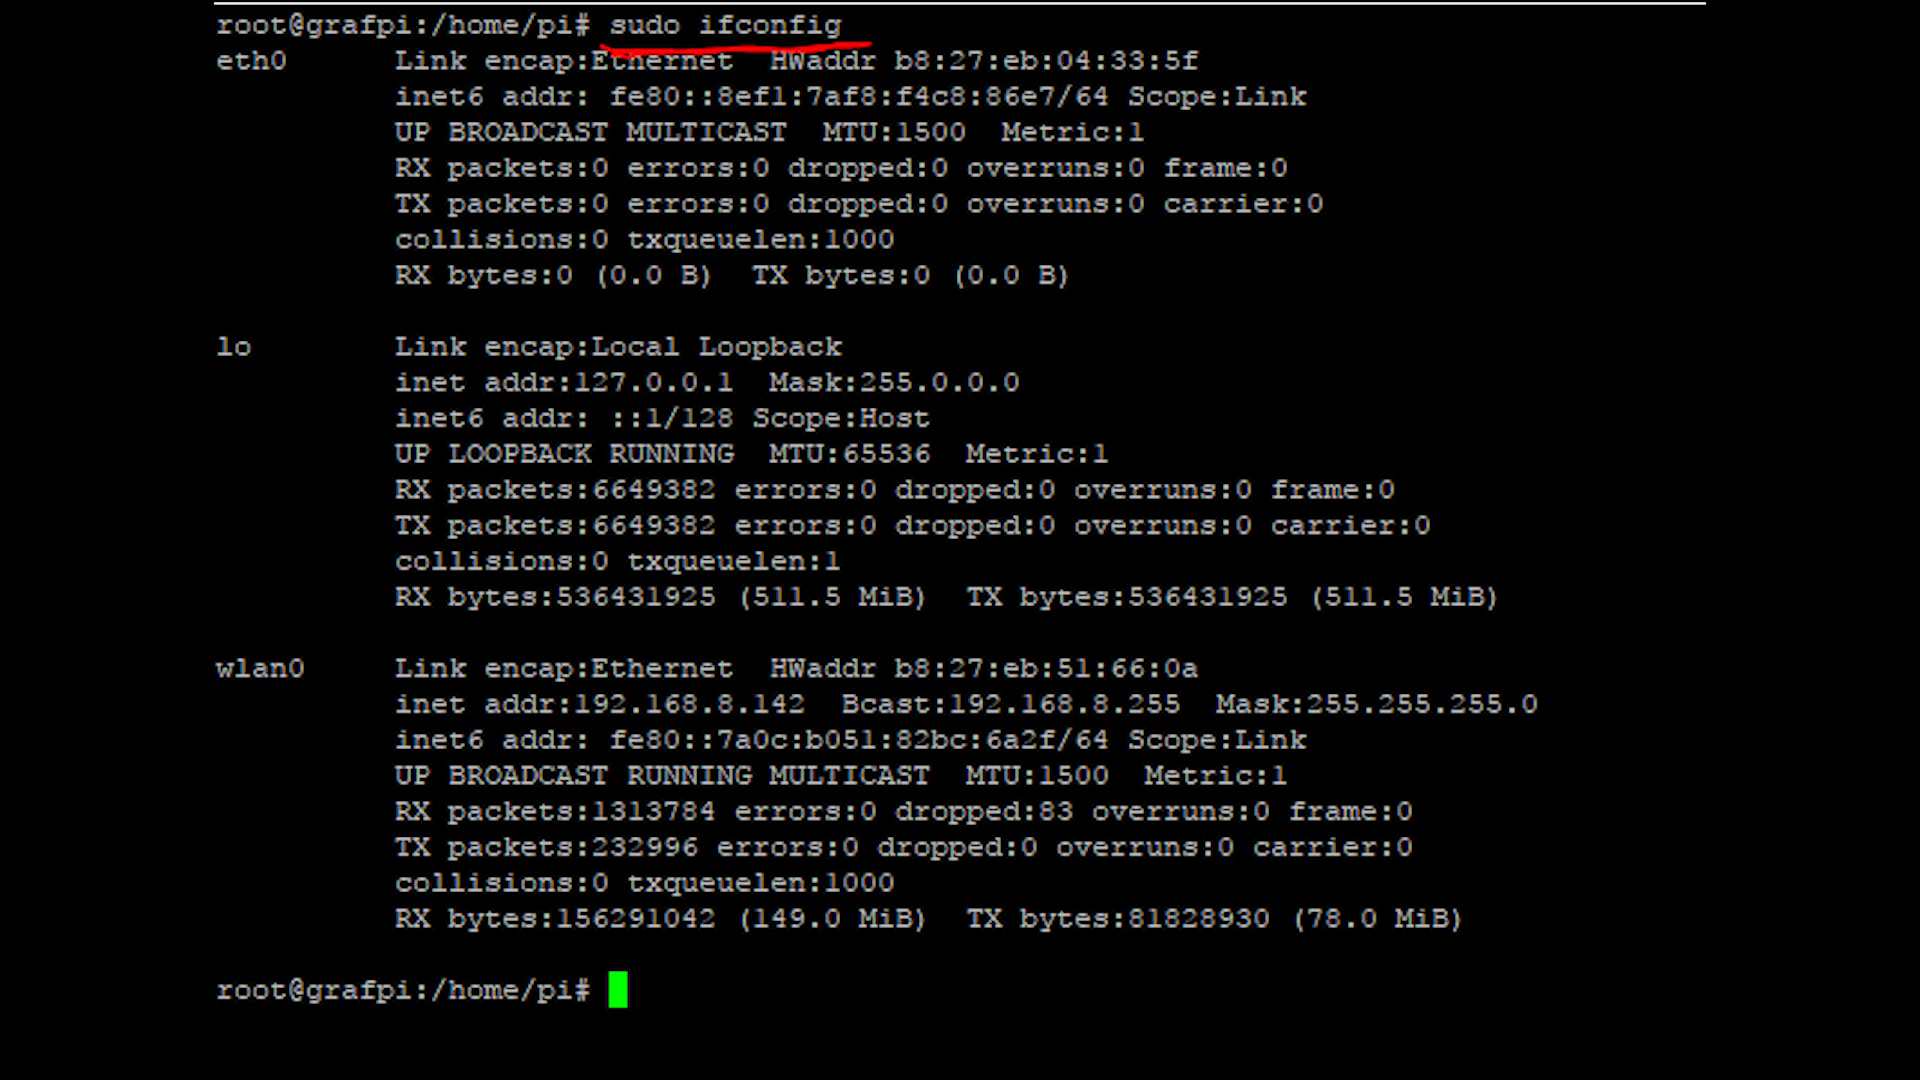 root@grafpi:/home/pi# sudo ifconfig
eth0 Link encap:Ethernet HWaddr b8:27:eb:04:33:5f
inet6 addr: fe80::8ef1:7af8:f4c8:86e7/64 Scope:Link
UP BROADCAST MULTICAST MTU:1500 Metric:1
RX packets:0 errors:0 dropped:0 overruns:0 frame:0
TX packets:0 errors:0 dropped:0 overruns:0 carrier:0
collisions:0 txqueuelen:1000
RX bytes:0 (0.0 B) TX bytes:0 (0.0 B)
lo Link encap:Local Loopback
inet addr:127.0.0.1 Mask:255.0.0.0
inet6 addr: ::1/128 Scope:Host
UP LOOPBACK RUNNING MTU:65536 Metric:1
RX packets:6649382 errors:0 dropped:0 overruns:0 frame:0
TX packets:6649382 errors:0 dropped:0 overruns:0 carrier:0
collisions:0 txqueuelen:1
RX bytes:536431925 (511.5 MiB) TX bytes:536431925 (511.5 MiB)
wlan0 Link encap:Ethernet HWaddr b8:27:eb:51:66:0a
inet addr:192.168.8.142 Bcast:192.168.8.255 Mask:255.255.255.0
inet6 addr: fe80::7a0c:b051:82bc:6a2f/64 Scope:Link
UP BROADCAST RUNNING MULTICAST MTU:1500 Metric:1
RX packets:1313784 errors:0 dropped:83 overruns:0 frame:0
TX packets:232996 errors:0 dropped:0 overruns:0 carrier:0
collisions:0 txqueuelen:1000
RX bytes:156291042 (149.0 MiB) TX bytes:81828930 (78.0 MiB)
root@grafpi:/home/pi#